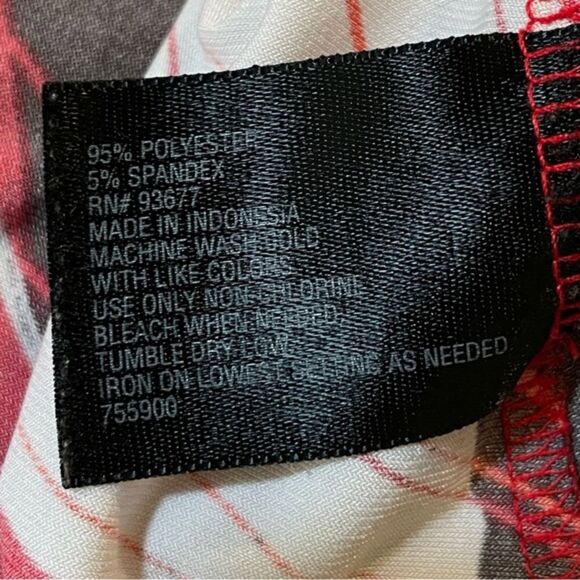 95% POLYESTER
5% SPANDEX
RN# 93677
MADE IN INDONESIA
MACHINE WASH COLD
WITH LIKE COLORS
USE ONLY NON-CHLORINE
BLEACH WHEN NEEDED
TUMBLE DRY LOW
IRON ON LOWEST SETTING AS NEEDED
755900